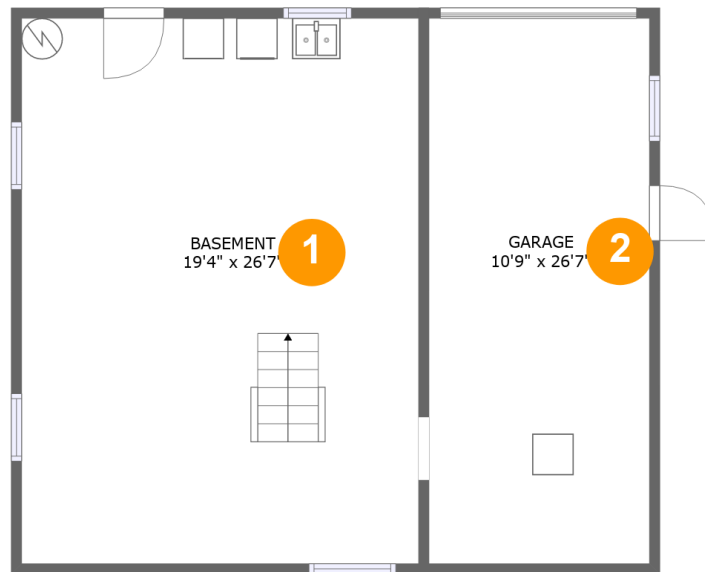 BASEMENT
19'4" x 26'7"
1
GARAGE
10'9" x 26'7"
2